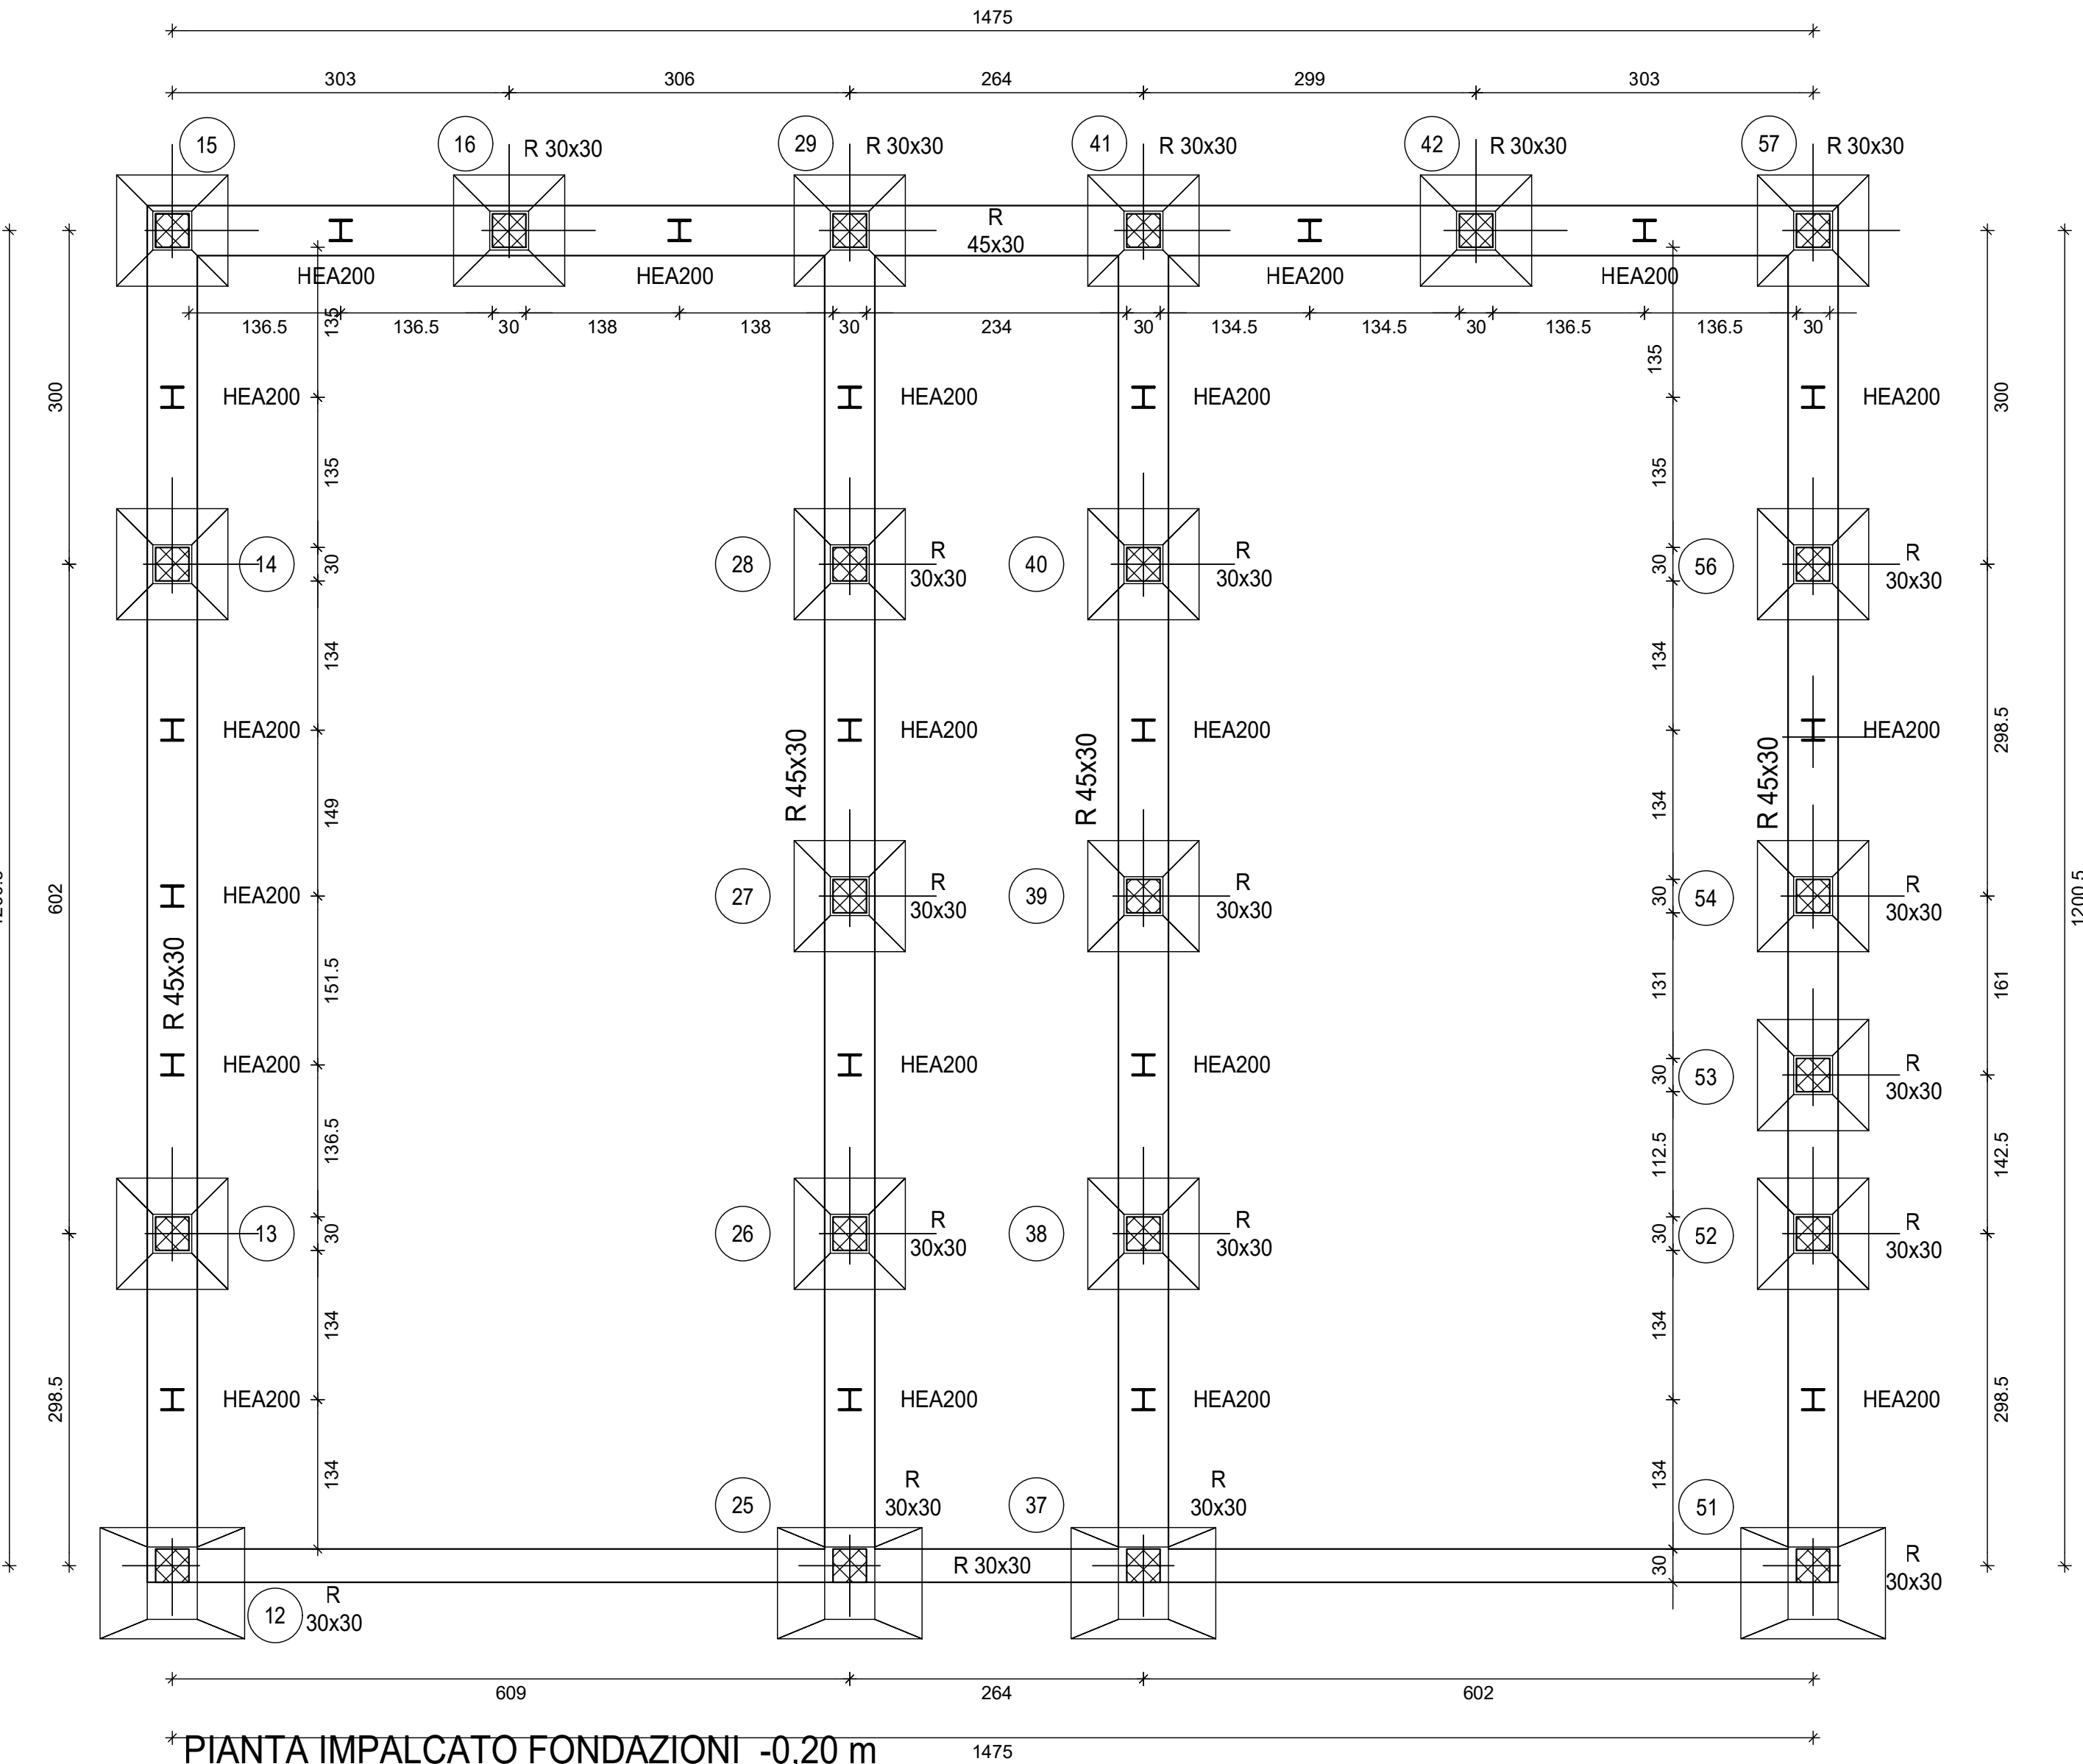 1475
303 306 264 299 303
15 16 R 30x30 29 R 30x30 41 R 30x30 42 R 30x30 57 R 30x30
R
45x30
HEA200 HEA200 HEA200 HEA200
136.5 135 136.5 30 138 138 30 234 30 134.5 134.5 30 136.5 136.5 30
135
300 HEA200 HEA200 HEA200 HEA200 300
135 135
14 30 28 R 40 R 30 56 R
30x30 30x30 30x30
134 134
HEA200 HEA200 HEA200 HEA200 298.5
R 45x30 R 45x30 R 45x30
149 134
602 HEA200 27 R 39 R 30 54 R 1200.5
30x30 30x30 30x30
R 45x30 151.5 131 161
HEA200 HEA200 HEA200 30 53 R
30x30
136.5 112.5 142.5
13 30 26 R 38 R 30 52 R
30x30 30x30 30x30
134 134
298.5 HEA200 HEA200 HEA200 HEA200 298.5
134 134
25 R 37 R 51
30x30 30x30
R 30x30 30 R
30x30
12 R
30x30
609 264 602
PIANTA IMPALCATO FONDAZIONI -0,20 m
1475